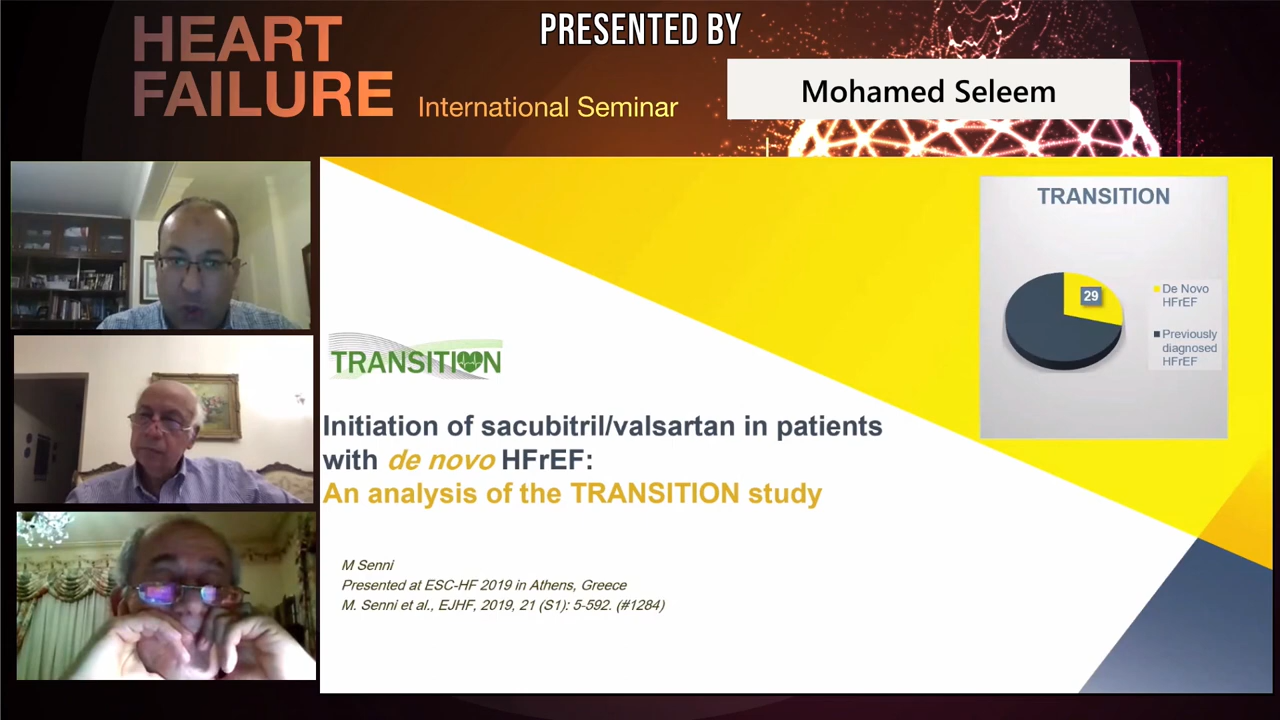 HEART
FAILURE
International Seminar
PRESENTED BY
Mohamed Seleem
TRANSITION
29
De Novo
HFrEF
Previously
diagnosed
HFrEF
TRANSITION
Initiation of sacubitril/valsartan in patients
with de novo HFrEF:
An analysis of the TRANSITION study
M Senni
Presented at ESC-HF 2019 in Athens, Greece
M. Senni et al., EJHF, 2019, 21 (S1): 5-592. (#1284)